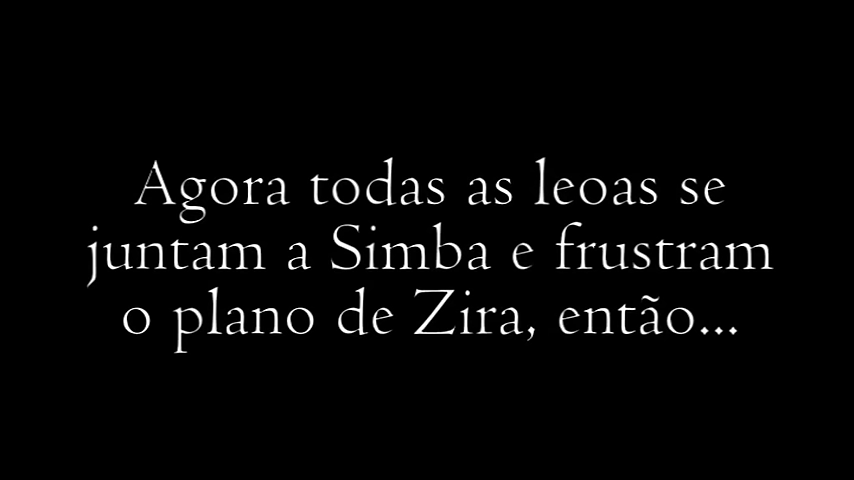 Agora todas as leoas se
juntam a Simba e frustram
o plano de Zira, então...